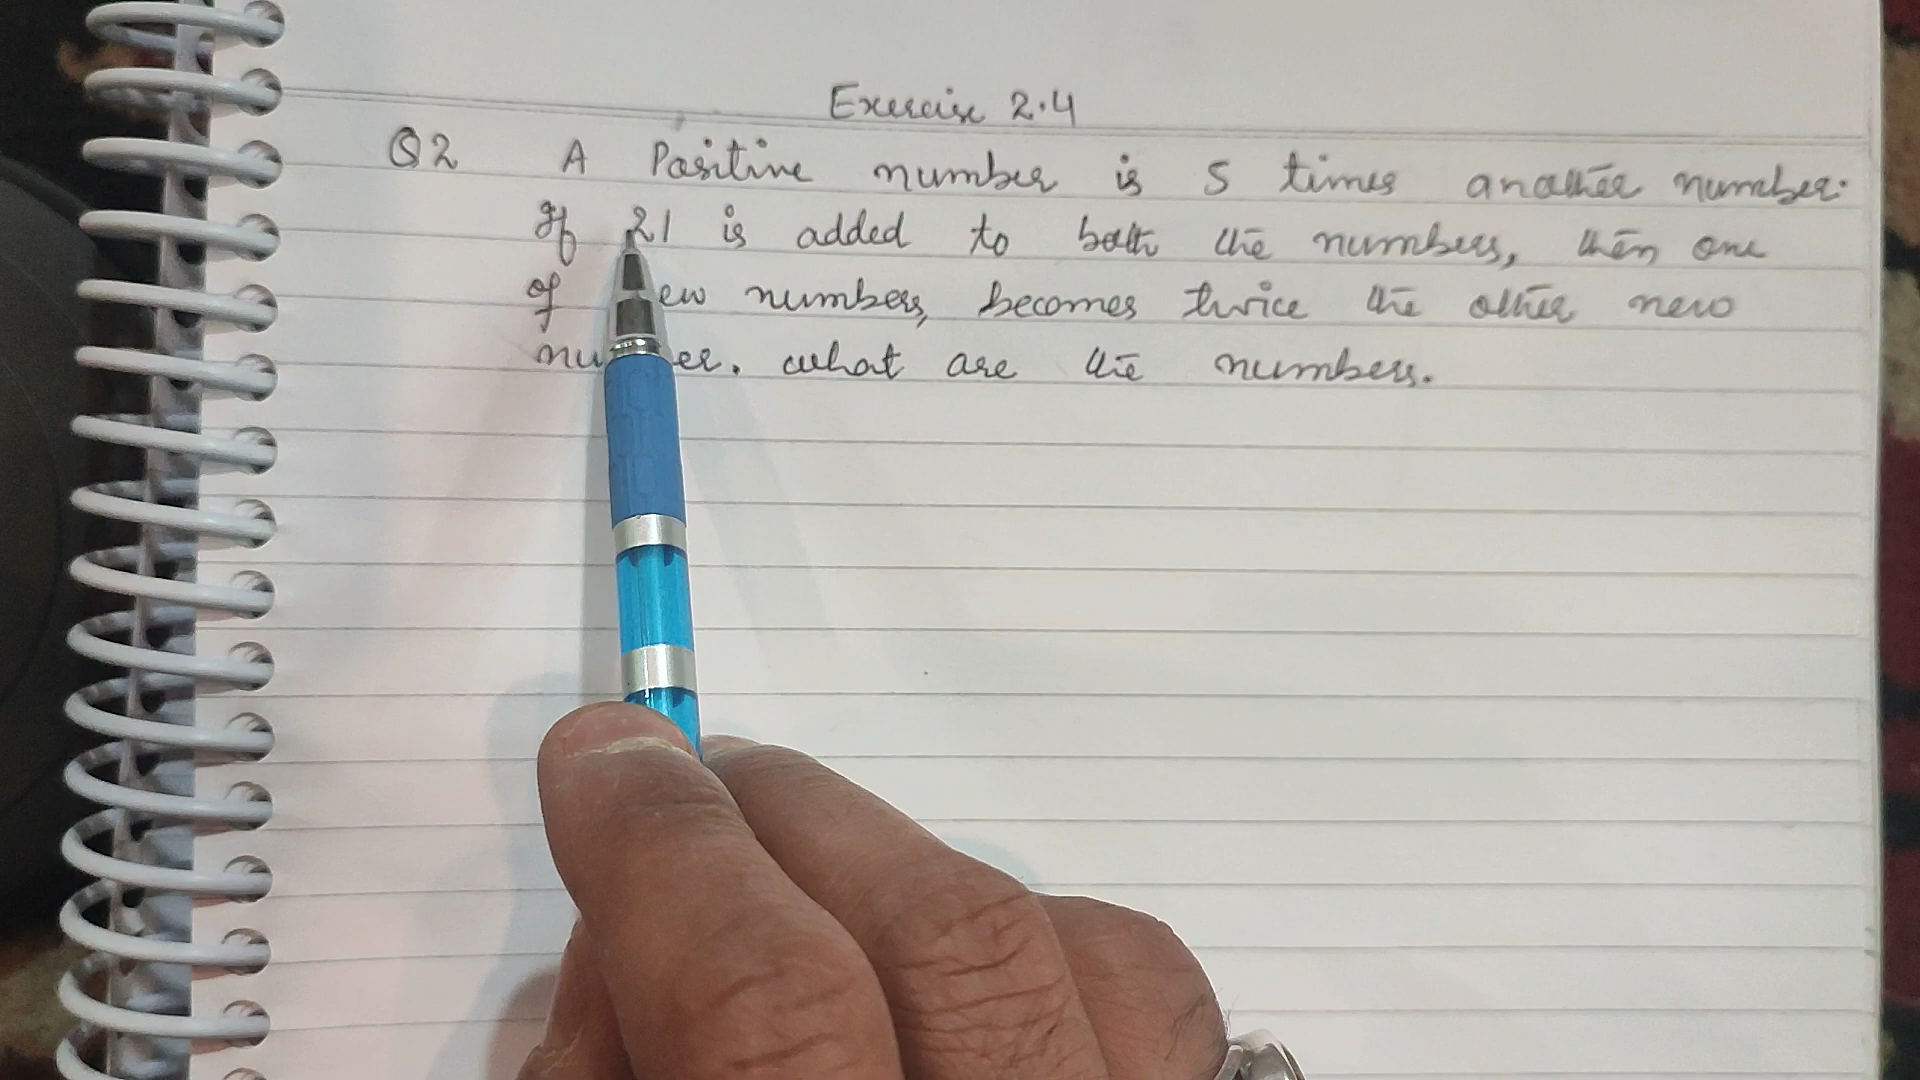 Exercise 2.4
Q2 A Positive number is 5 times another number.
If 21 is added to both the numbers, then one
of ew numbers, becomes twice the other new
nu er. what are the numbers.